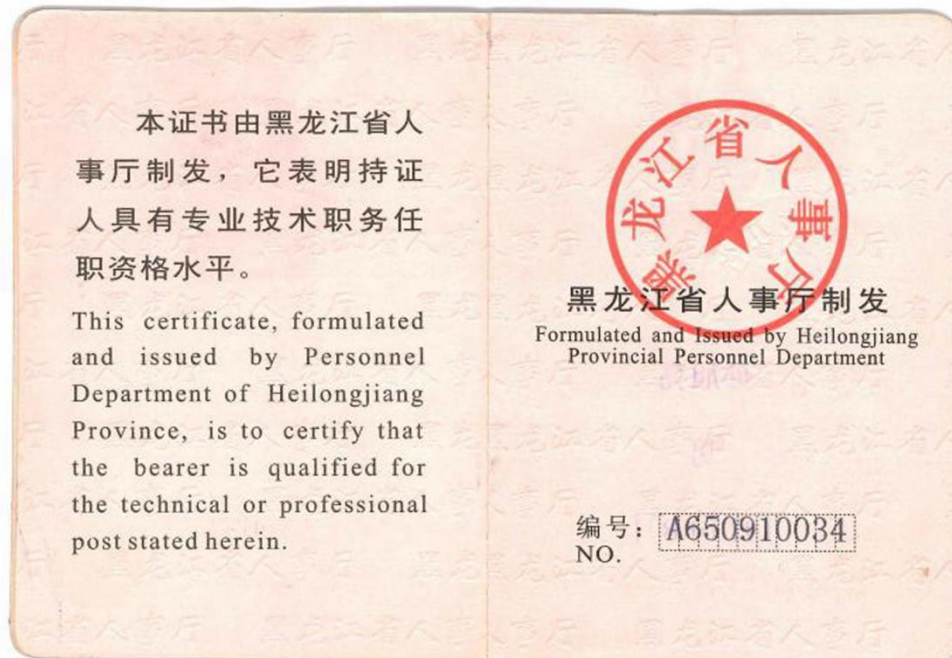 本证书由黑龙江省人
事厅制发，它表明持证
人具有专业技术职务任
职资格水平。
This certificate, formulated
and issued by Personnel
Department of Heilongjiang
Province, is to certify that
the bearer is qualified for
the technical or professional
post stated herein.
黑龙江省人事厅
黑龙江省人事厅制发
Formulated and Issued by Heilongjiang
Provincial Personnel Department
编号：A650910034
NO.